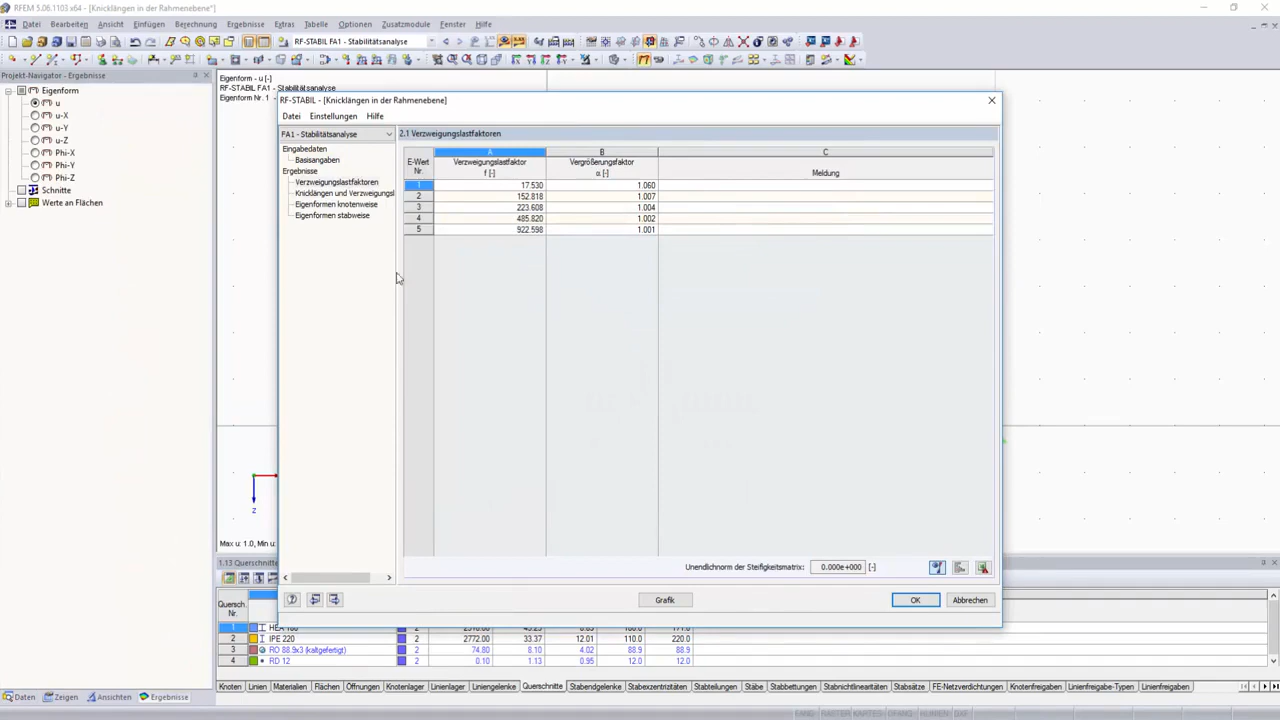 RFEM 5.06.1103 x64 - [Knicklängen in der Rahmenebene*]
Datei Bearbeiten Ansicht Einfügen Berechnung Ergebnisse Extras Tabelle Optionen Zusatzmodule Fenster Hilfe
RF-STABIL FA1 - Stabilitätsanalyse
Projekt-Navigator - Ergebnisse
Eigenform
u
u-X
u-Y
u-Z
Phi-X
Phi-Y
Phi-Z
Schnitte
Werte an Flächen
Eigenform - u [-]
RF-STABIL FA1 - Stabilitätsanalyse
Eigenform Nr. 1 -
RF-STABIL - [Knicklängen in der Rahmenebene]
Datei Einstellungen Hilfe
FA1 - Stabilitätsanalyse
Eingabedaten
Basisangaben
Ergebnisse
Verzweigungslastfaktoren
Knicklängen und Verzweigungsl
Eigenformen knotenweise
Eigenformen stabweise
2.1 Verzweigungslastfaktoren
A B C
E-Wert Nr. Verzweigungslastfaktor f [-] Vergrößerungsfaktor α [-] Meldung
1 17.530 1.060
2 152.818 1.007
3 223.608 1.004
4 485.820 1.002
5 922.598 1.001
Unendlichnorm der Steifigkeitsmatrix: 0.000e+000 [-]
Grafik OK Abbrechen
z
Max u: 1.0, Min u:
1.13 Querschnitte
Quersch. Nr.
2 IPE 220 2 2772.00 33.37 12.01 110.0 220.0
3 RO 88.9x3 (kaltgefertigt) 2 74.80 8.10 4.02 88.9 88.9
4 RD 12 2 0.10 1.13 0.95 12.0 12.0
Knoten Linien Materialien Flächen Öffnungen Knotenlager Linienlager Liniengelenke Querschnitte Stabendgelenke Stabexzentrizitäten Stabteilungen Stäbe Stabbettungen Stabnichtlinearitäten Stabsätze FE-Netzverdichtungen Knotenfreigaben Linienfreigabe-Typen Linienfreigaben
Daten Zeigen Ansichten Ergebnisse